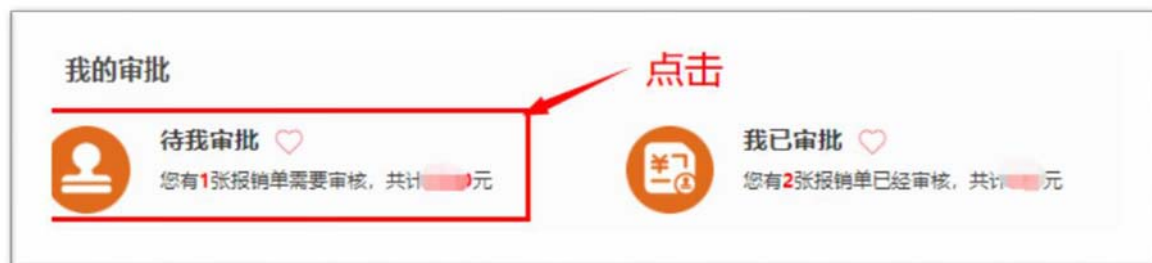 我的审批
点击
待我审批
您有1张报销单需要审核，共计元
我已审批
您有2张报销单已经审核，共计元